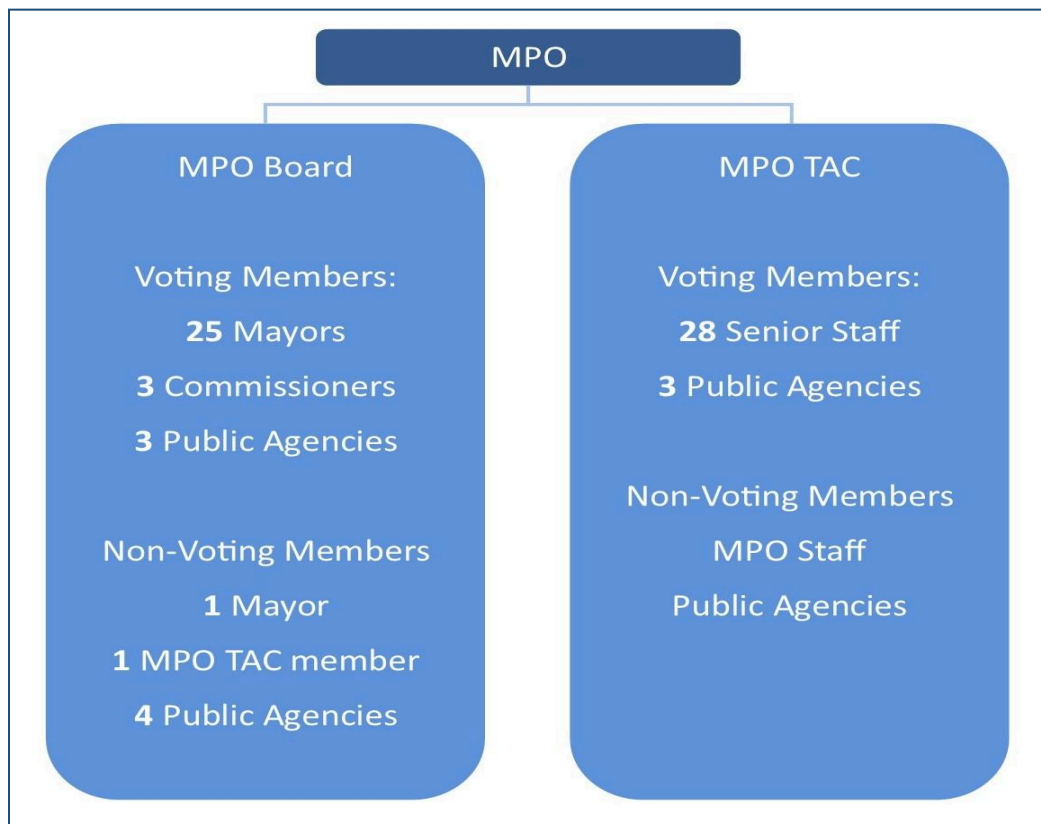 MPO
MPO Board
Voting Members:
25 Mayors
3 Commissioners
3 Public Agencies
Non-Voting Members
1 Mayor
1 MPO TAC member
4 Public Agencies
MPO TAC
Voting Members:
28 Senior Staff
3 Public Agencies
Non-Voting Members
MPO Staff
Public Agencies